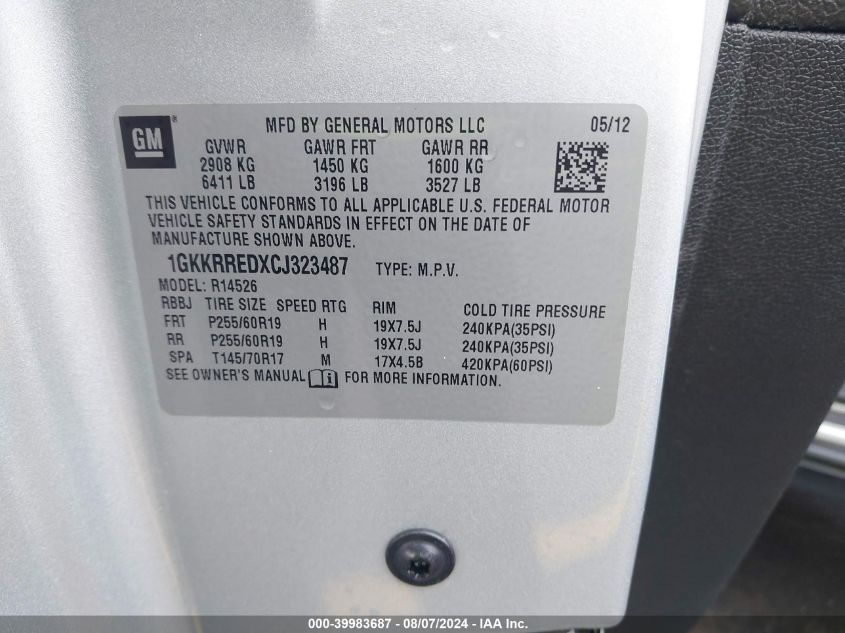 GM ® MFD BY GENERAL MOTORS LLC 05/12
GVWR GAWR FRT GAWR RR
2908 KG 1450 KG 1600 KG
6411 LB 3196 LB 3527 LB
THIS VEHICLE CONFORMS TO ALL APPLICABLE U.S. FEDERAL MOTOR
VEHICLE SAFETY STANDARDS IN EFFECT ON THE DATE OF
MANUFACTURE SHOWN ABOVE.
1GKKRREDXCJ323487 TYPE: M.P.V.
MODEL: R14526
RBBJ TIRE SIZE SPEED RTG RIM COLD TIRE PRESSURE
FRT P255/60R19 H 19X7.5J 240KPA(35PSI)
RR P255/60R19 H 19X7.5J 240KPA(35PSI)
SPA T145/70R17 M 17X4.5B 420KPA(60PSI)
SEE OWNER'S MANUAL i FOR MORE INFORMATION.
000-39983687 - 08/07/2024 - IAA Inc.